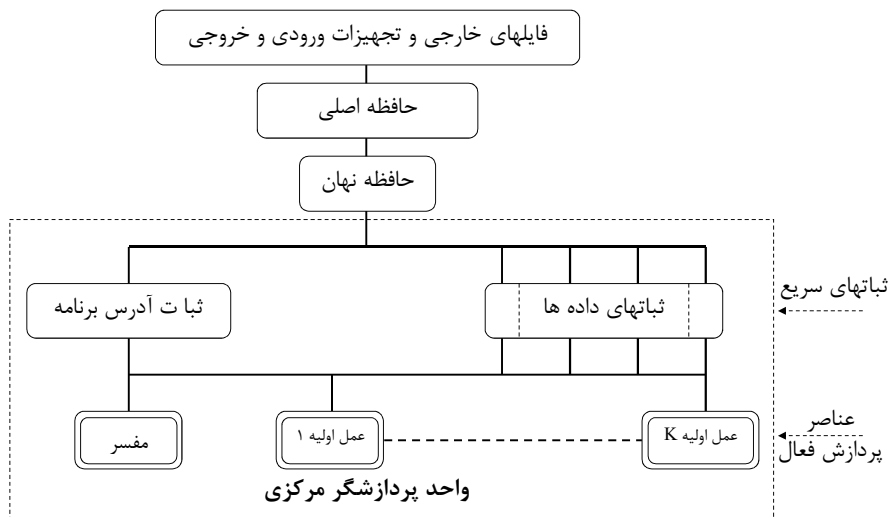 فایلهای خارجی و تجهیزات ورودی و خروجی
حافظه اصلی
حافظه نهان
ثباتهای سریع
ثباتهای داده ها
ثبا ت آدرس برنامه
عناصر
پردازش فعال
عمل اولیه K
عمل اولیه ۱
مفسر
واحد پردازشگر مرکزی